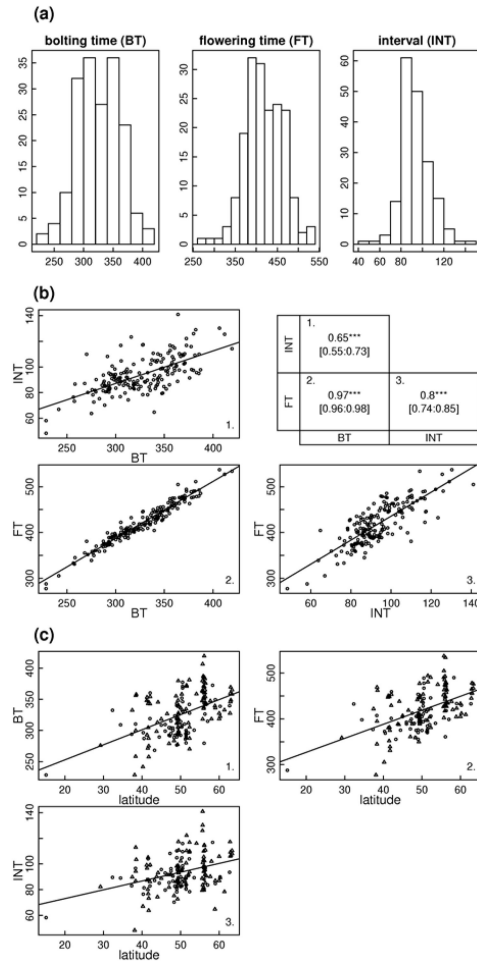 (a)
bolting time (BT) flowering time (FT) interval (INT)
0 5 10 15 20 25 30 35
250 300 350 400
0 5 10 15 20 25 30
250 350 450 550
0 10 20 30 40 50 60
40 60 80 120
(b)
INT
60 80 100 140
250 300 350 400
BT
1.
INT
1.
0.65***
[0.55:0.73]
FT
2. 3.
0.97*** 0.8***
[0.96:0.98] [0.74:0.85]
BT INT
FT
300 400 500
250 300 350 400
BT
2.
FT
300 400 500
60 80 100 120 140
INT
3.
(c)
BT
250 300 350 400
20 30 40 50 60
latitude
1.
FT
300 400 500
20 30 40 50 60
latitude
2.
INT
60 80 100 140
20 30 40 50 60
latitude
3.